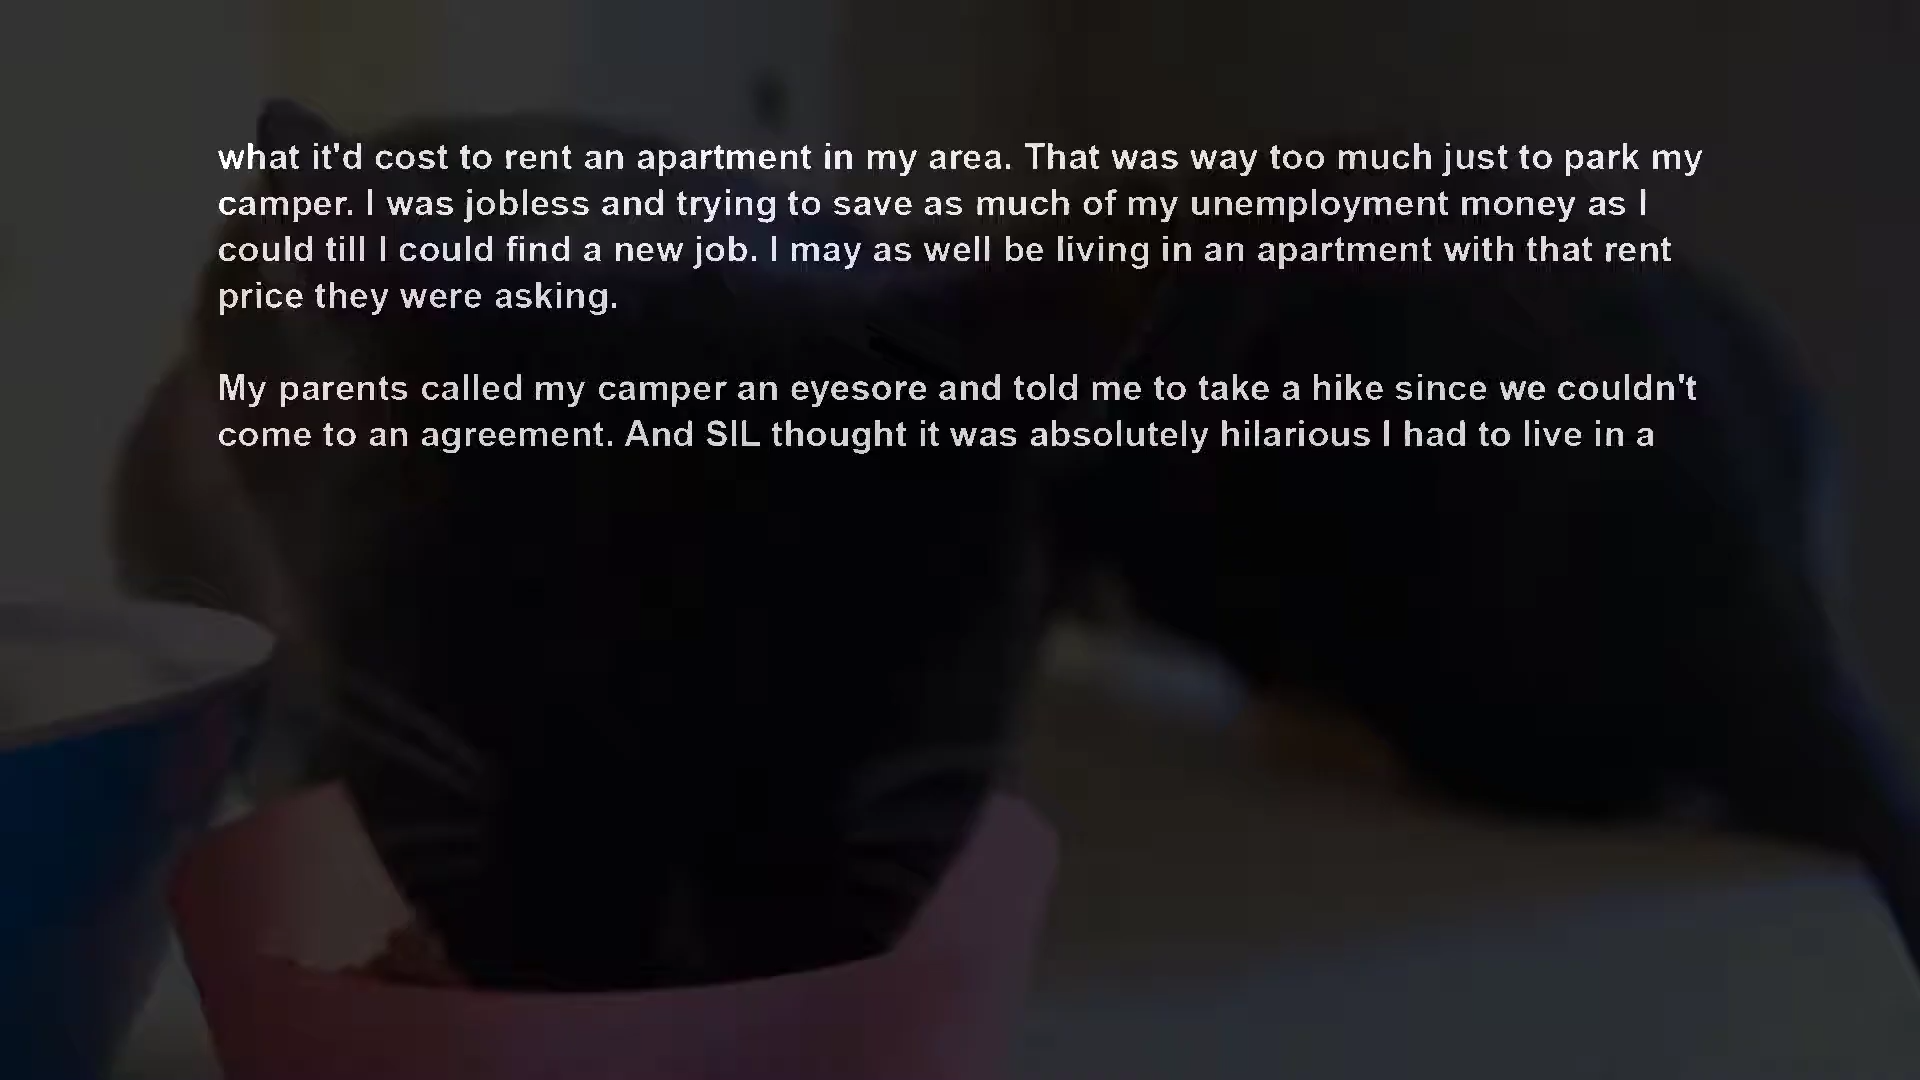 what it'd cost to rent an apartment in my area. That was way too much just to park my
camper. I was jobless and trying to save as much of my unemployment money as I
could till I could find a new job. I may as well be living in an apartment with that rent
price they were asking.
My parents called my camper an eyesore and told me to take a hike since we couldn't
come to an agreement. And SIL thought it was absolutely hilarious I had to live in a